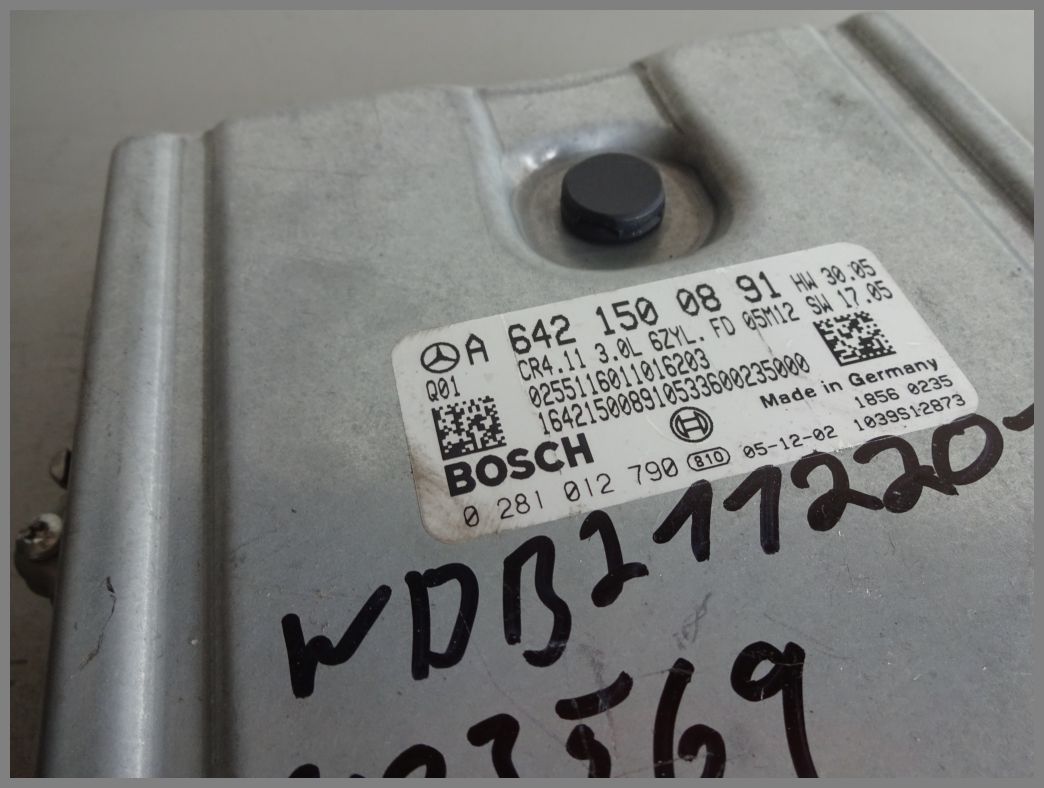 A 642 150 08 91 HW 30.05
CR4.11 3.0L 6ZYL. FD 05M12 SW 17.05
Q01 0255116011016203
164215008910533600235000
Made in Germany
BOSCH
1856 0235
0 281 012 790 810 05-12-02 1039S12873
WDB211220
3569